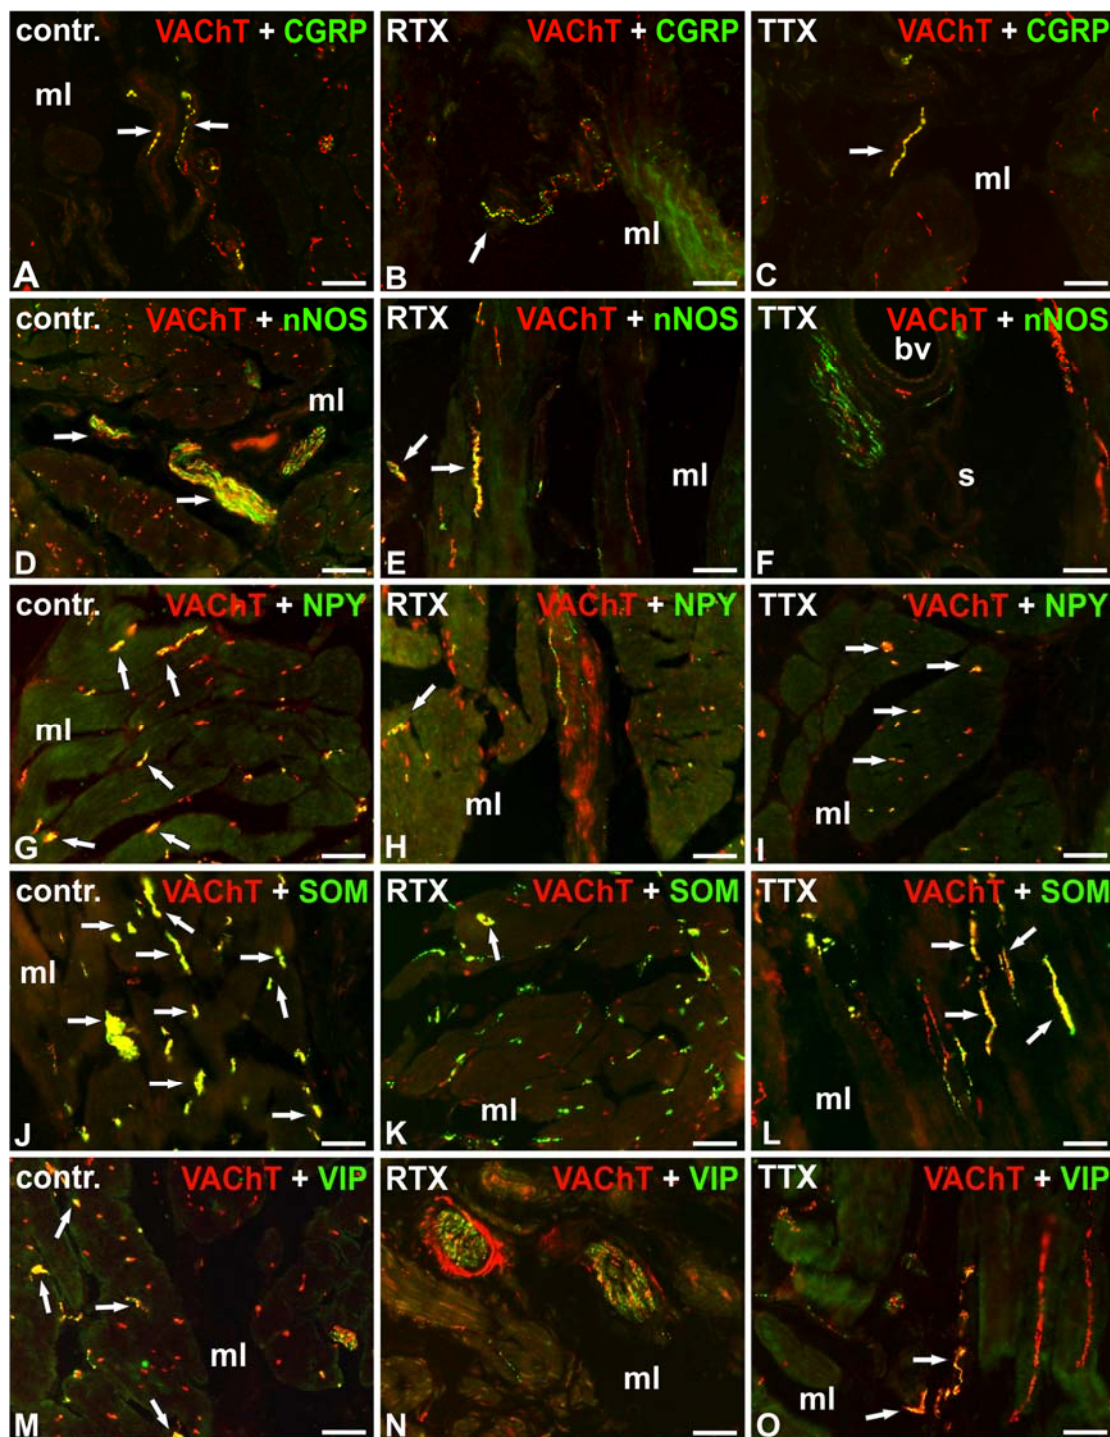 contr. VAChT + CGRP
ml
A
RTX VAChT + CGRP
ml
B
TTX VAChT + CGRP
ml
C
contr. VAChT + nNOS
ml
D
RTX VAChT + nNOS
ml
E
TTX VAChT + nNOS
bv
s
F
contr. VAChT + NPY
ml
G
RTX VAChT + NPY
ml
H
TTX VAChT + NPY
ml
I
contr. VAChT + SOM
ml
J
RTX VAChT + SOM
ml
K
TTX VAChT + SOM
ml
L
contr. VAChT + VIP
ml
M
RTX VAChT + VIP
ml
N
TTX VAChT + VIP
ml
O